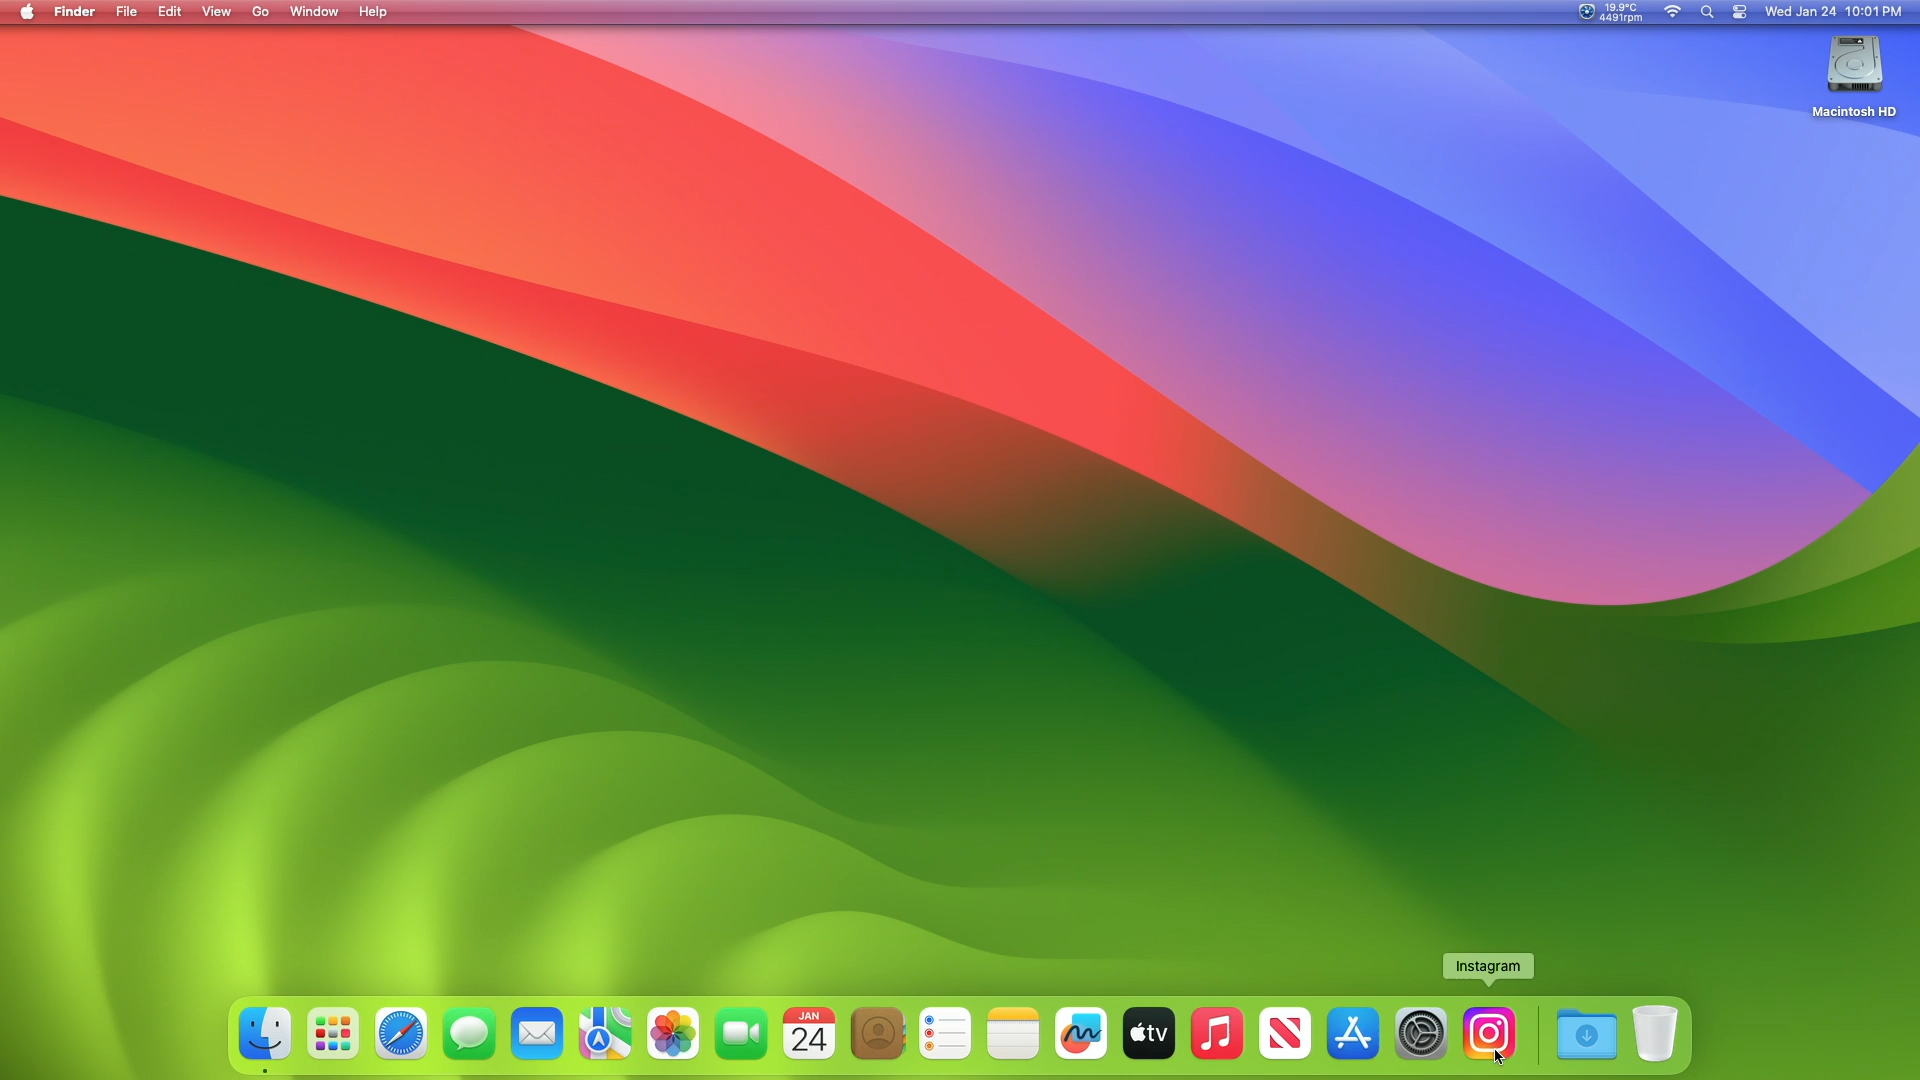 Finder File Edit View Go Window Help
19.9°C
4491rpm
Wed Jan 24 10:01 PM
Macintosh HD
Instagram
JAN
24
tv